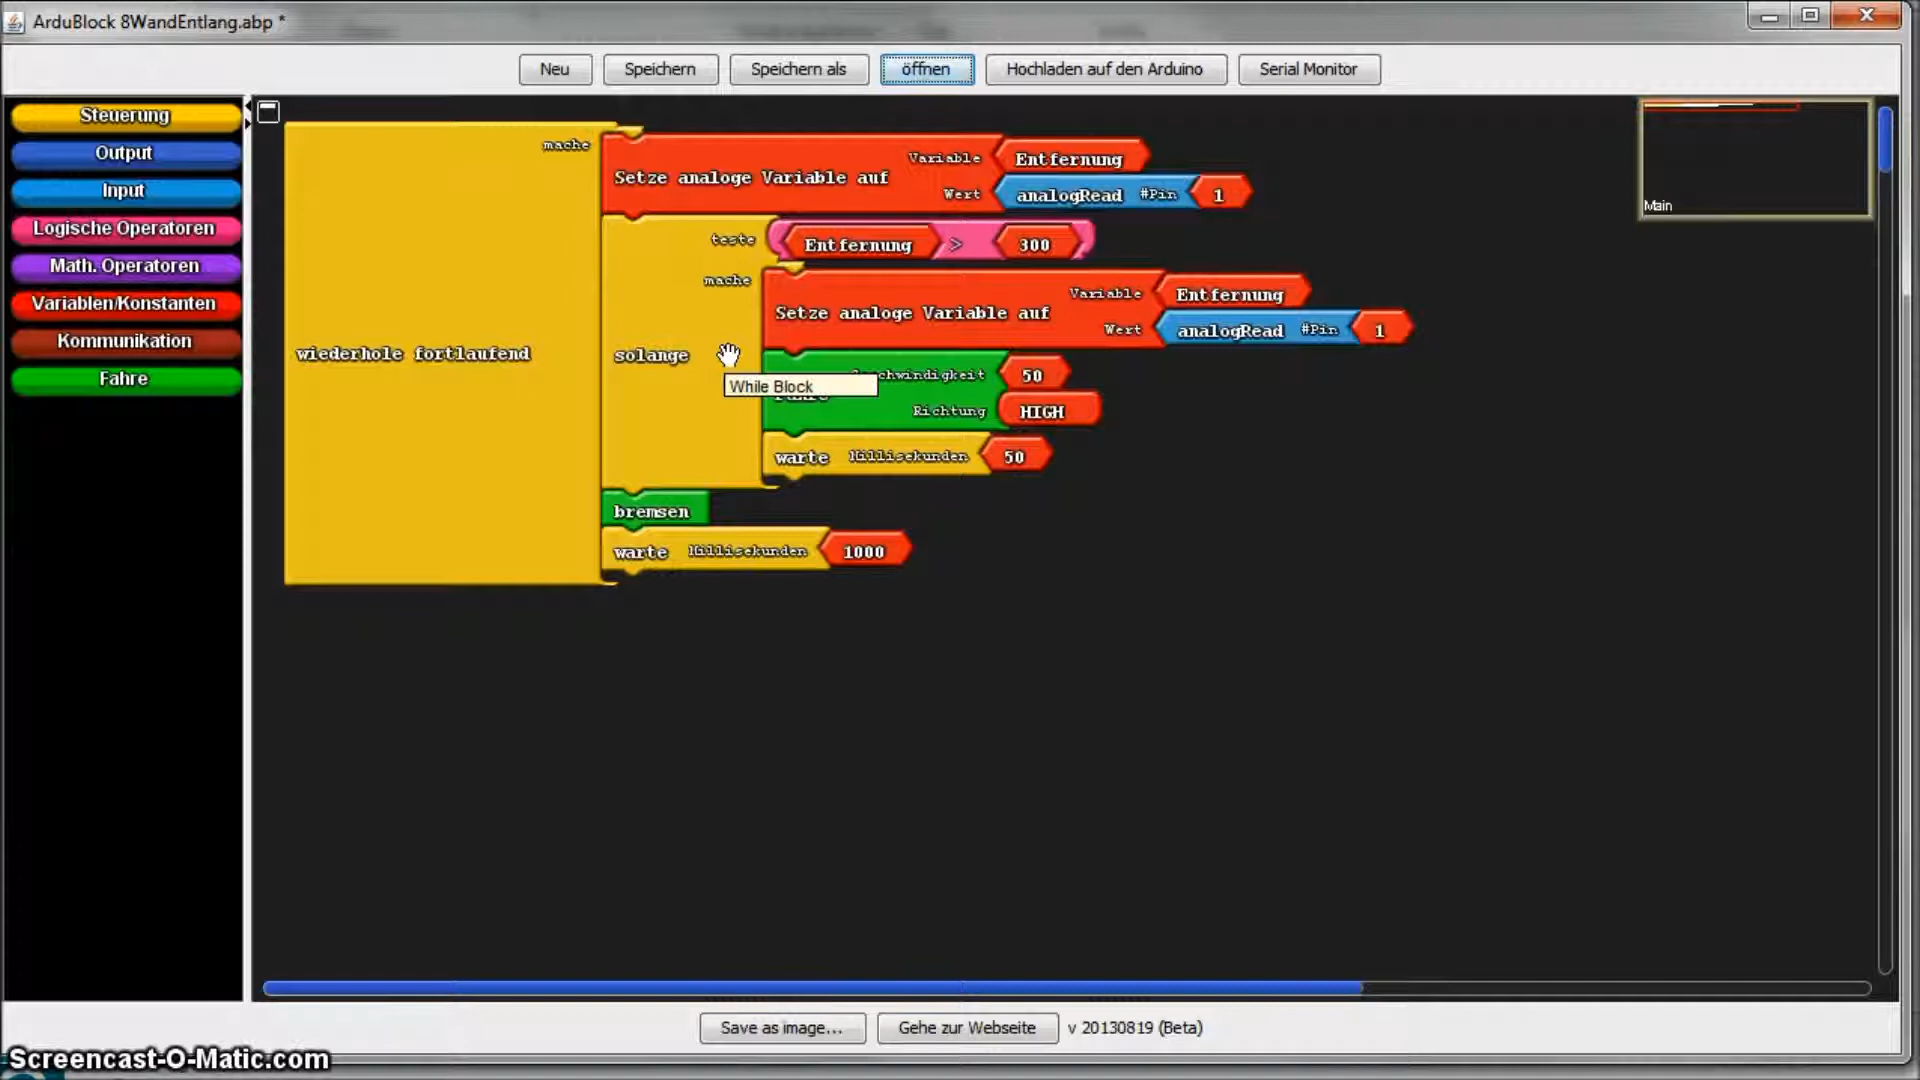 ArduBlock 8WandEntlang.abp *
Neu Speichern Speichern als öffnen Hochladen auf den Arduino Serial Monitor
Steuerung
Output
Input
Logische Operatoren
Math. Operatoren
Variablen/Konstanten
Kommunikation
Fahre
wiederhole fortlaufend
mache
Setze analoge Variable auf
Variable Entfernung
Wert analogRead #Pin 1
solange
teste Entfernung > 300
mache
Setze analoge Variable auf
Variable Entfernung
Wert analogRead #Pin 1
While Block
50
Richtung HIGH
warte Millisekunden 50
bremsen
warte Millisekunden 1000
Main
Save as image... Gehe zur Webseite v 20130819 (Beta)
Screencast-O-Matic.com